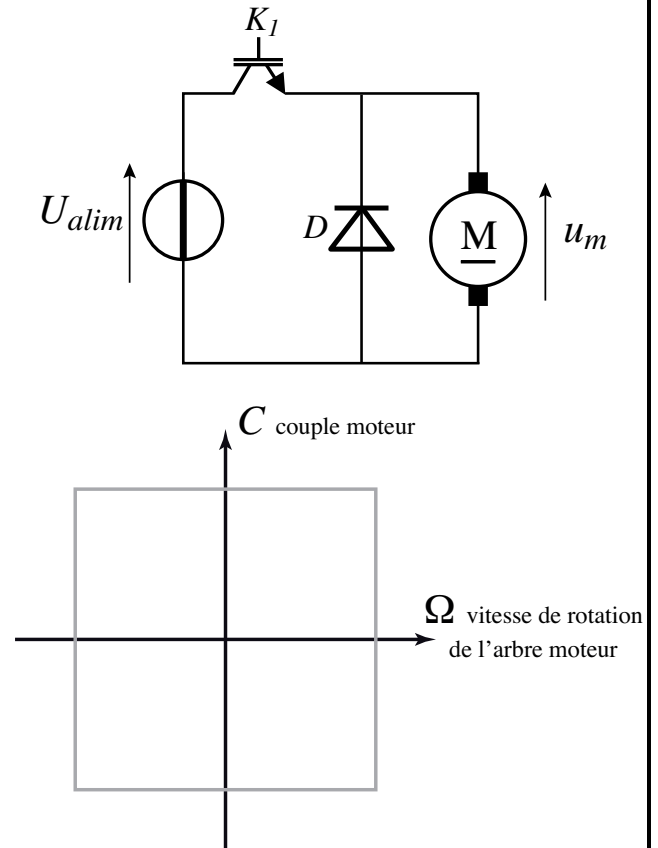 K1
Ualim
D
M
um
C couple moteur
Ω vitesse de rotation
de l'arbre moteur